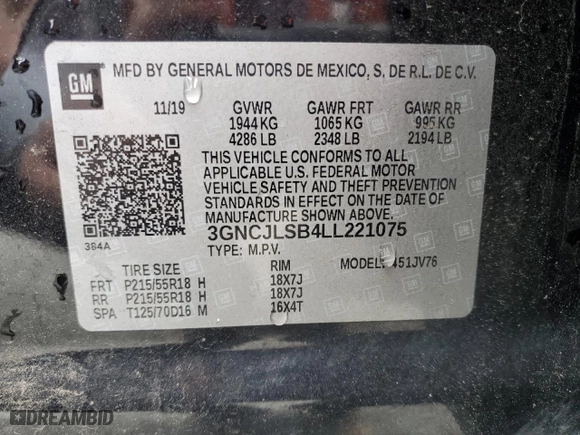 GM
MFD BY GENERAL MOTORS DE MEXICO, S. DE R.L. DE C.V.
11/19 GVWR GAWR FRT GAWR RR
1944 KG 1065 KG 995 KG
4286 LB 2348 LB 2194 LB
THIS VEHICLE CONFORMS TO ALL
APPLICABLE U.S. FEDERAL MOTOR
VEHICLE SAFETY AND THEFT PREVENTION
STANDARDS IN EFFECT ON THE DATE OF
MANUFACTURE SHOWN ABOVE.
384A
3GNCJLSB4LL221075
TYPE: M.P.V.
TIRE SIZE RIM MODEL: 451JV76
FRT P215/55R18 H 18X7J
RR P215/55R18 H 18X7J
SPA T125/70D16 M 16X4T
DREAMBID